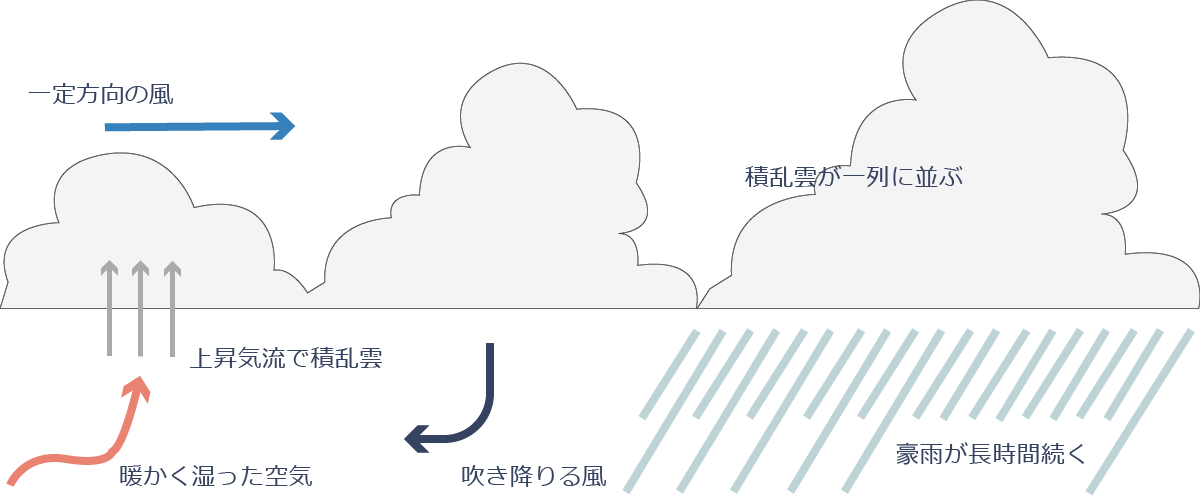 一定方向の風
積乱雲が一列に並ぶ
上昇気流で積乱雲
暖かく湿った空気
吹き降りる風
豪雨が長時間続く